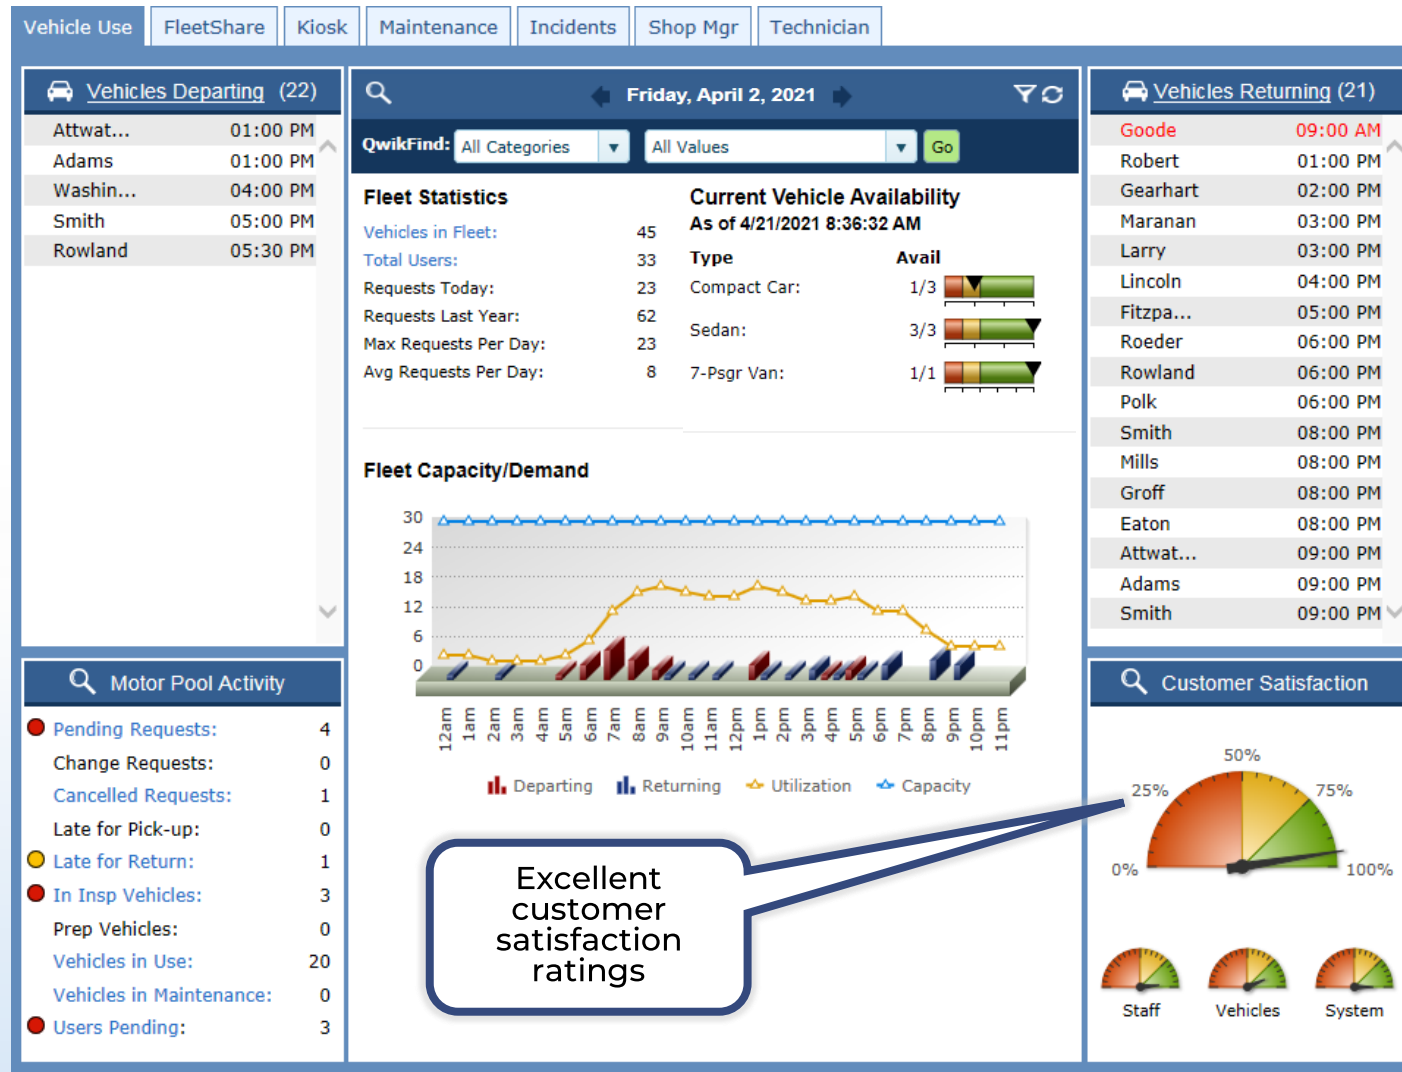 Vehicle Use FleetShare Kiosk Maintenance Incidents Shop Mgr Technician
Vehicles Departing (22)
Attwat... 01:00 PM
Adams 01:00 PM
Washin... 04:00 PM
Smith 05:00 PM
Rowland 05:30 PM
Friday, April 2, 2021
QwikFind: All Categories All Values Go
Fleet Statistics
Vehicles in Fleet: 45
Total Users: 33
Requests Today: 23
Requests Last Year: 62
Max Requests Per Day: 23
Avg Requests Per Day: 8
Current Vehicle Availability
As of 4/21/2021 8:36:32 AM
Type Avail
Compact Car: 1/3
Sedan: 3/3
7-Psgr Van: 1/1
Fleet Capacity/Demand
30
24
18
12
6
0
12am 1am 2am 3am 4am 5am 6am 7am 8am 9am 10am 11am 12pm 1pm 2pm 3pm 4pm 5pm 6pm 7pm 8pm 9pm 10pm 11pm
Departing Returning Utilization Capacity
Vehicles Returning (21)
Goode 09:00 AM
Robert 01:00 PM
Gearhart 02:00 PM
Maranan 03:00 PM
Larry 03:00 PM
Lincoln 04:00 PM
Fitzpa... 05:00 PM
Roeder 06:00 PM
Rowland 06:00 PM
Polk 06:00 PM
Smith 08:00 PM
Mills 08:00 PM
Groff 08:00 PM
Eaton 08:00 PM
Attwat... 09:00 PM
Adams 09:00 PM
Smith 09:00 PM
Motor Pool Activity
Pending Requests: 4
Change Requests: 0
Cancelled Requests: 1
Late for Pick-up: 0
Late for Return: 1
In Insp Vehicles: 3
Prep Vehicles: 0
Vehicles in Use: 20
Vehicles in Maintenance: 0
Users Pending: 3
Excellent
customer
satisfaction
ratings
Customer Satisfaction
50%
25% 75%
0% 100%
Staff Vehicles System